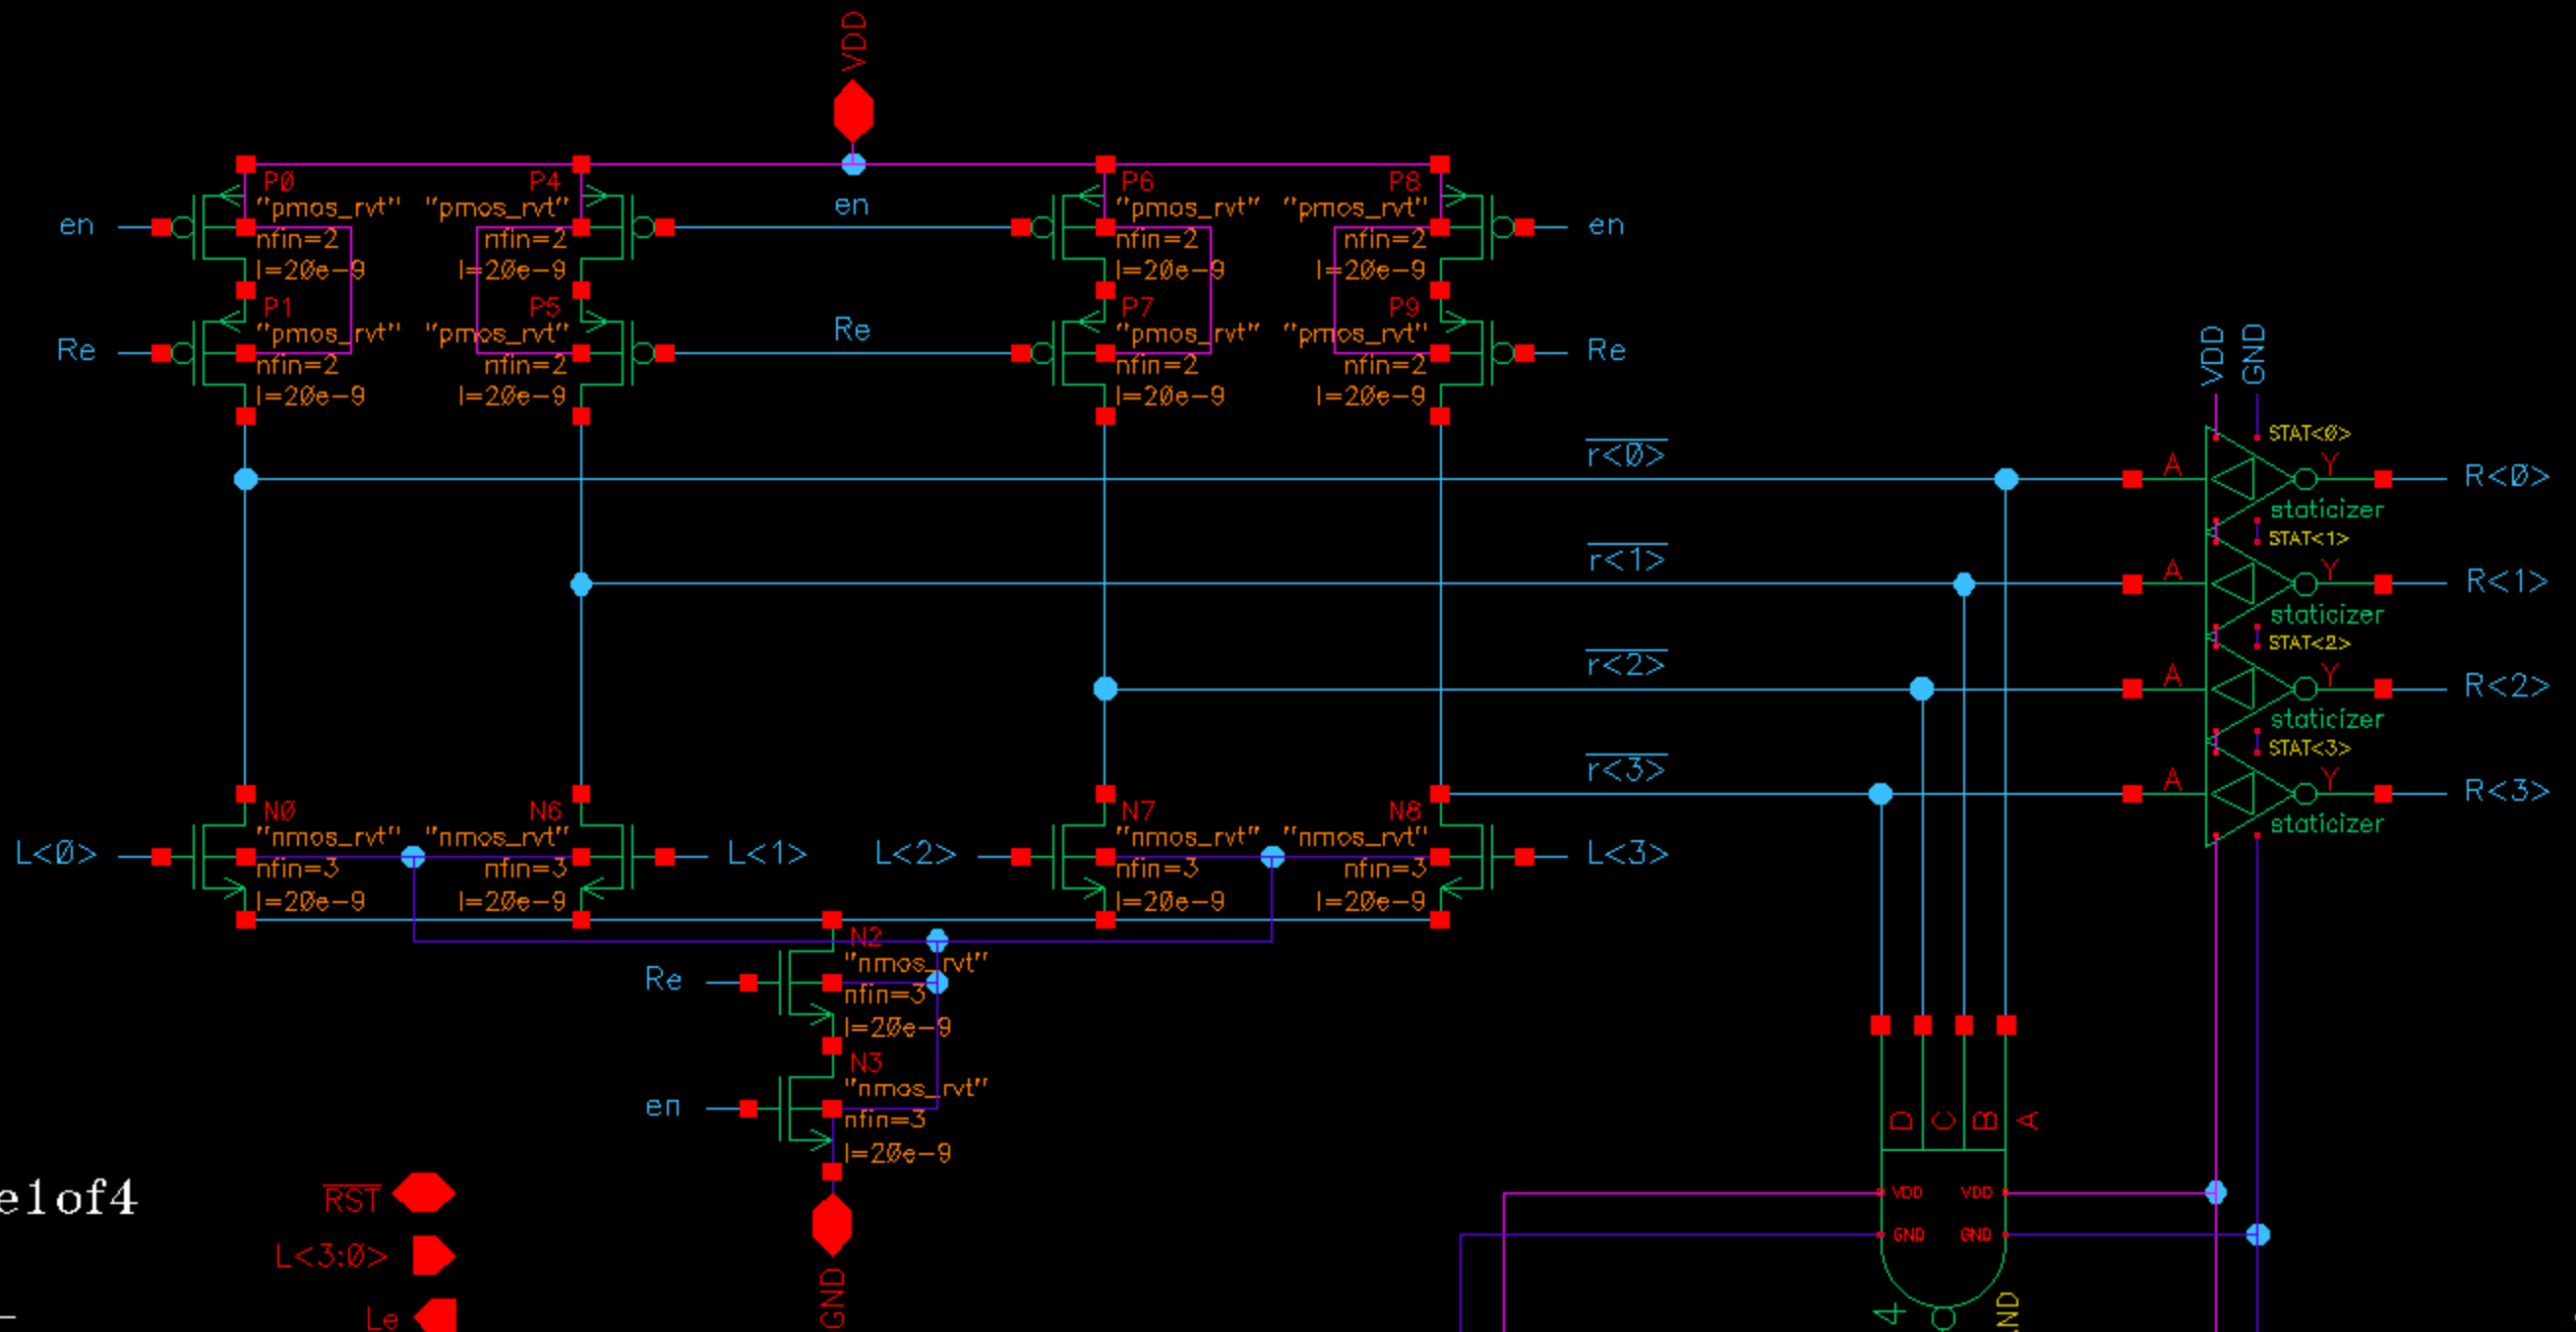 VDD
P0 P4 P6 P8
"pmos_rvt" "pmos_rvt" en "pmos_rvt" "pmos_rvt"
en nfin=2 nfin=2 nfin=2 nfin=2 en
l=20e-9 l=20e-9 l=20e-9 l=20e-9
P1 P5 P7 P9
"pmos_rvt" "pmos_rvt" Re "pmos_rvt" "pmos_rvt"
Re nfin=2 nfin=2 nfin=2 nfin=2 Re
l=20e-9 l=20e-9 l=20e-9 l=20e-9
VDD GND
STAT<0>
r<0> A Y R<0>
staticizer
STAT<1>
r<1> A Y R<1>
staticizer
STAT<2>
r<2> A Y R<2>
staticizer
STAT<3>
r<3> A Y R<3>
staticizer
N0 N6 N7 N8
"nmos_rvt" "nmos_rvt" "nmos_rvt" "nmos_rvt"
L<0> nfin=3 nfin=3 L<1> L<2> nfin=3 nfin=3 L<3>
l=20e-9 l=20e-9 l=20e-9 l=20e-9
N2
"nmos_rvt"
Re nfin=3
l=20e-9
N3
"nmos_rvt"
en nfin=3
l=20e-9
GND
D C B A
VDD VDD
GND GND
4
e1of4
RST
L<3:0>
Le